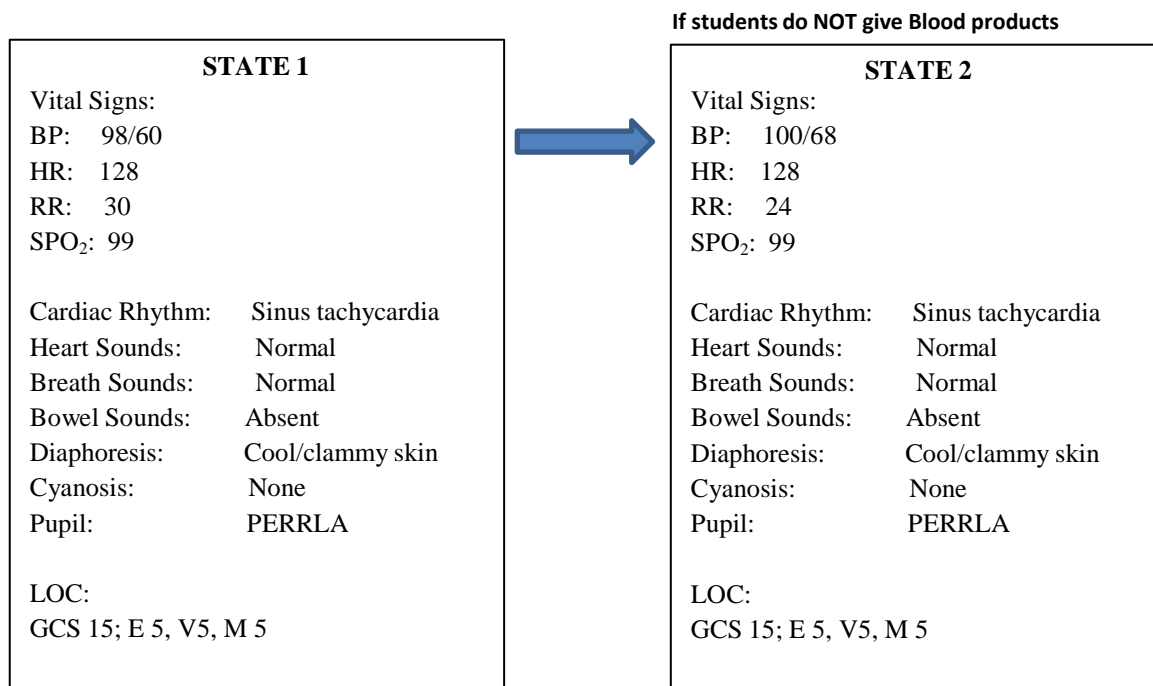 If students do NOT give Blood products
STATE 1
Vital Signs:
BP: 98/60
HR: 128
RR: 30
SPO₂: 99
Cardiac Rhythm: Sinus tachycardia
Heart Sounds: Normal
Breath Sounds: Normal
Bowel Sounds: Absent
Diaphoresis: Cool/clammy skin
Cyanosis: None
Pupil: PERRLA
LOC:
GCS 15; E 5, V5, M 5
STATE 2
Vital Signs:
BP: 100/68
HR: 128
RR: 24
SPO₂: 99
Cardiac Rhythm: Sinus tachycardia
Heart Sounds: Normal
Breath Sounds: Normal
Bowel Sounds: Absent
Diaphoresis: Cool/clammy skin
Cyanosis: None
Pupil: PERRLA
LOC:
GCS 15; E 5, V5, M 5